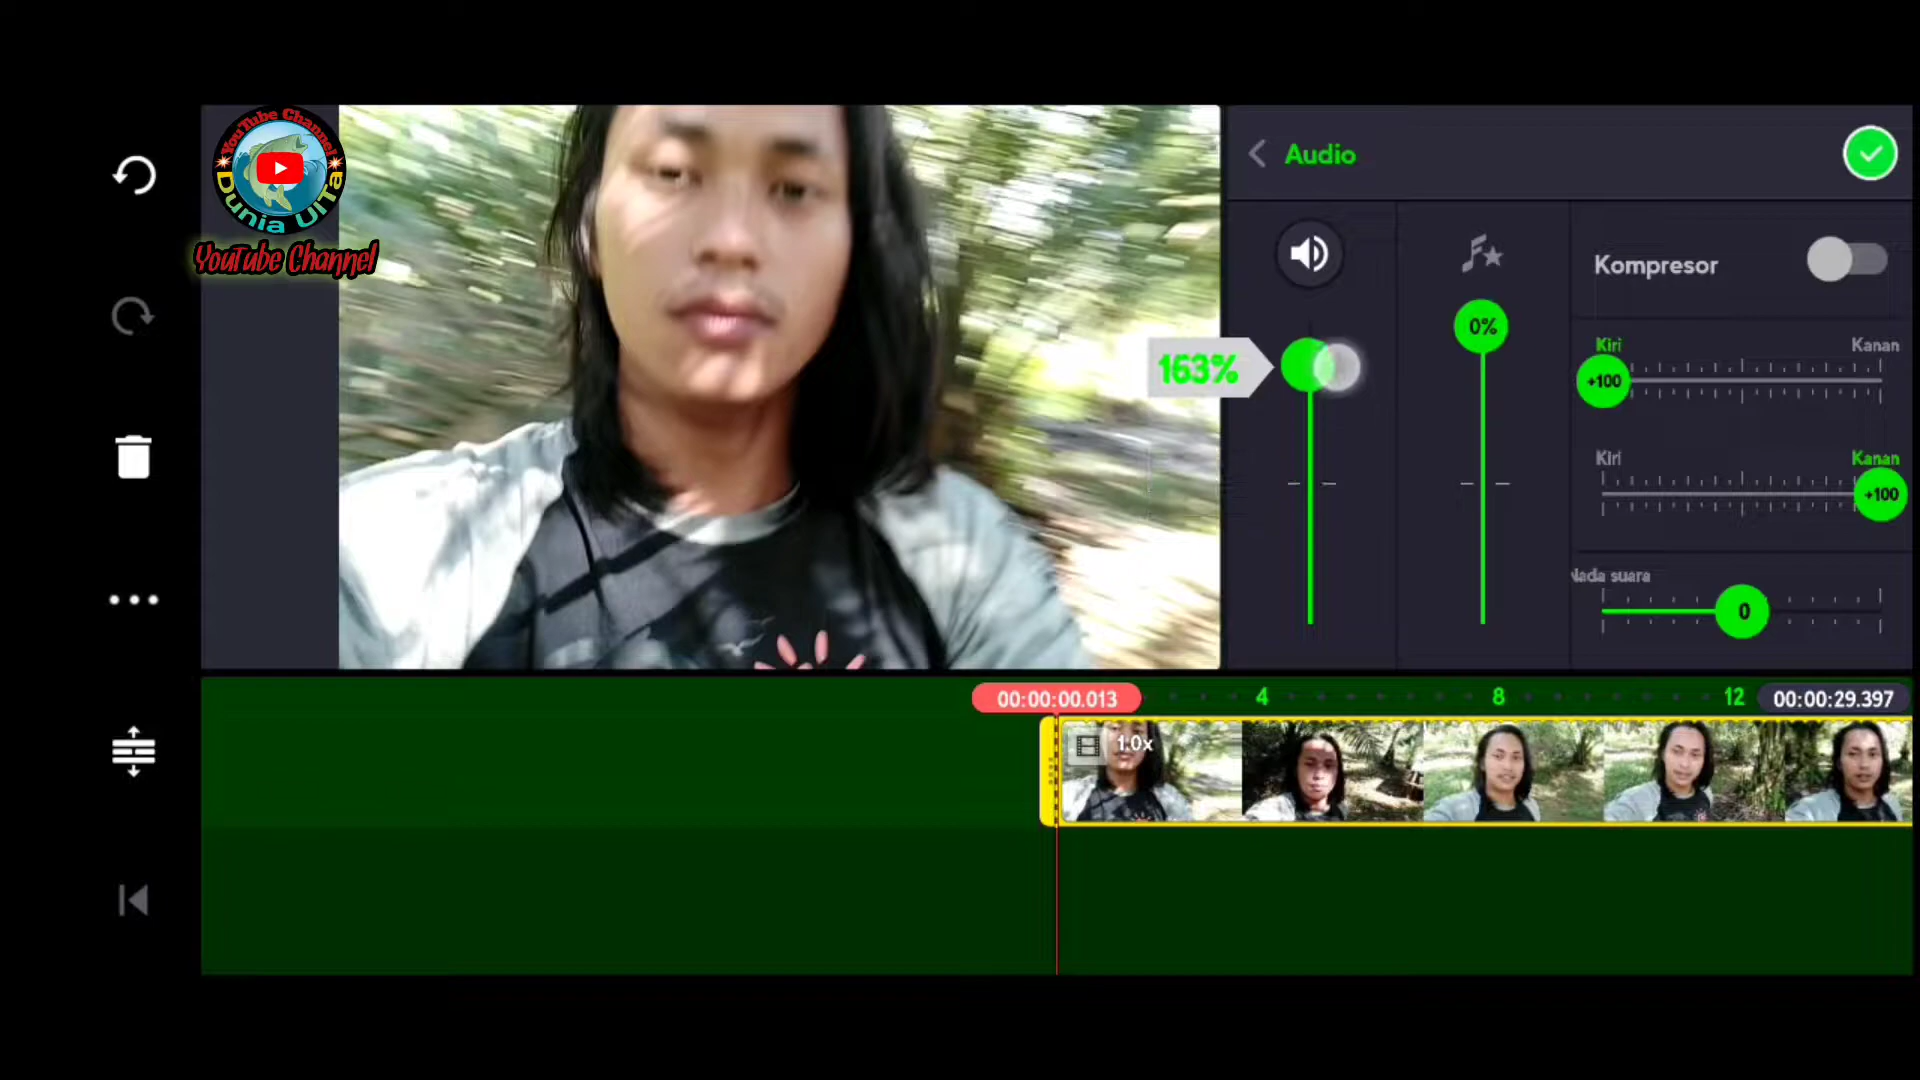 YouTube Channel
Dunia UlTa
YouTube Channel
Audio
Kompresor
163%
0%
Kiri
Kanan
+100
Kiri
Kanan
+100
Nada suara
0
00:00:00.013
4
8
12
00:00:29.397
1.0x